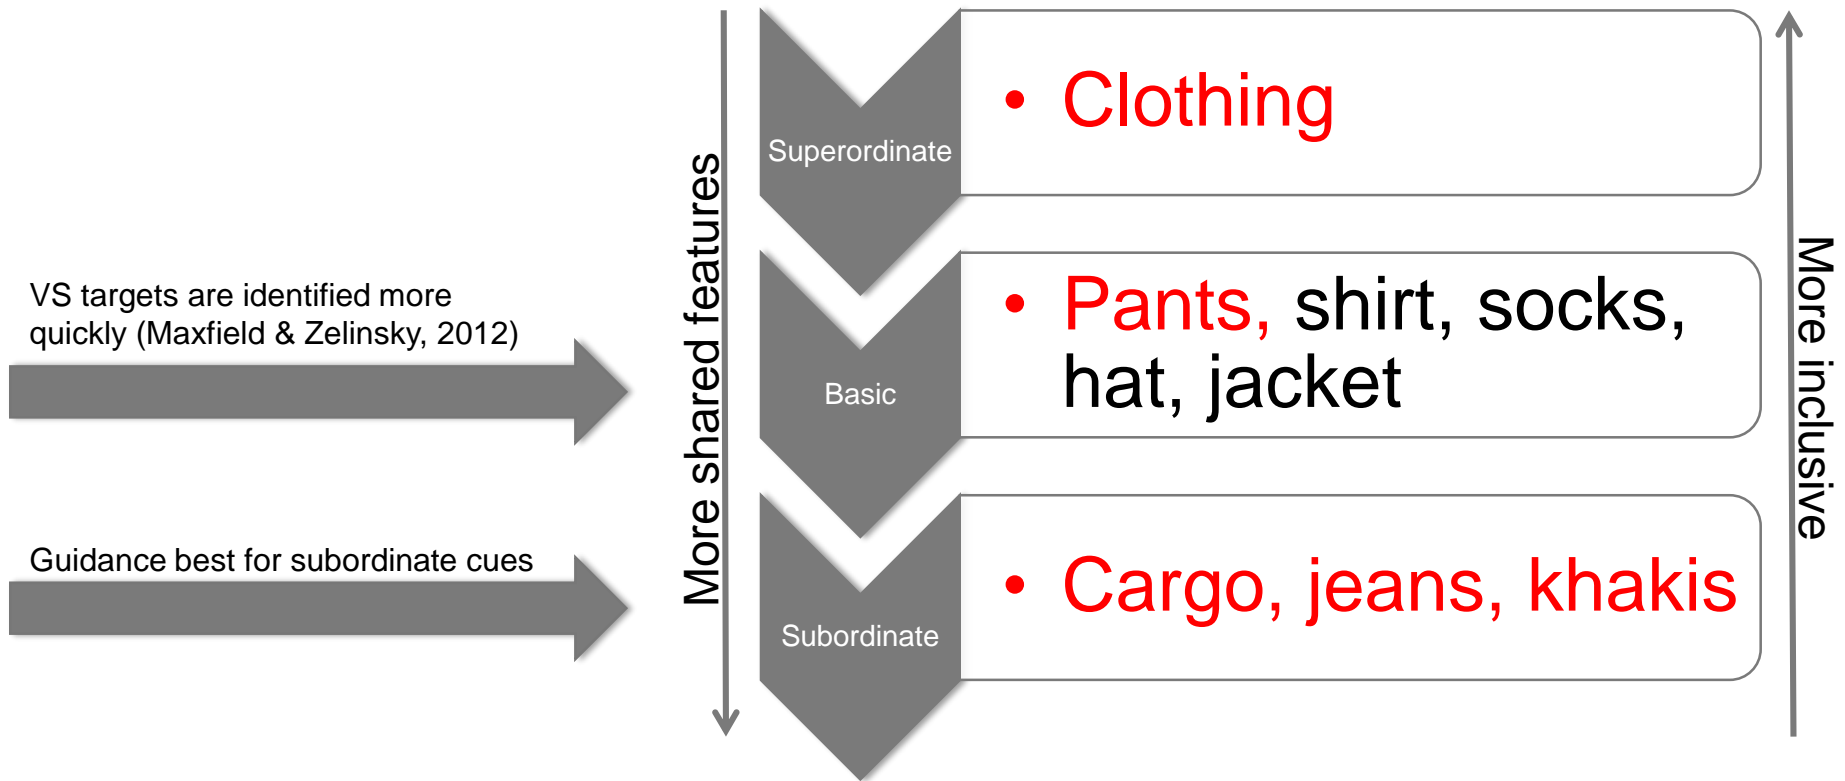 Superordinate
• Clothing
VS targets are identified more
quickly (Maxfield & Zelinsky, 2012)
More shared features
Basic
• Pants, shirt, socks,
hat, jacket
More inclusive
Guidance best for subordinate cues
Subordinate
• Cargo, jeans, khakis